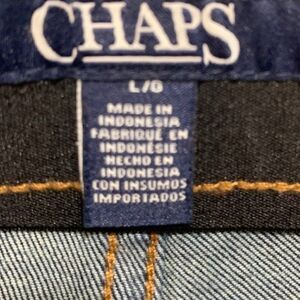 CHAPS
L/G
MADE IN
INDONESIA
FABRIQUÉ EN
INDONÉSIE
HECHO EN
INDONESIA
CON INSUMOS
IMPORTADOS